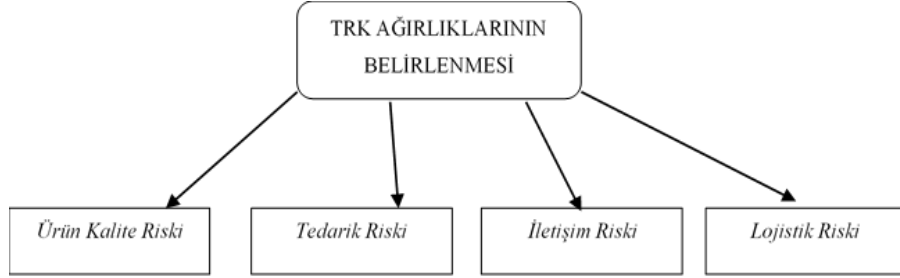 TRK AĞIRLIKLARININ
BELİRLENMESİ
Ürün Kalite Riski
Tedarik Riski
İletişim Riski
Lojistik Riski